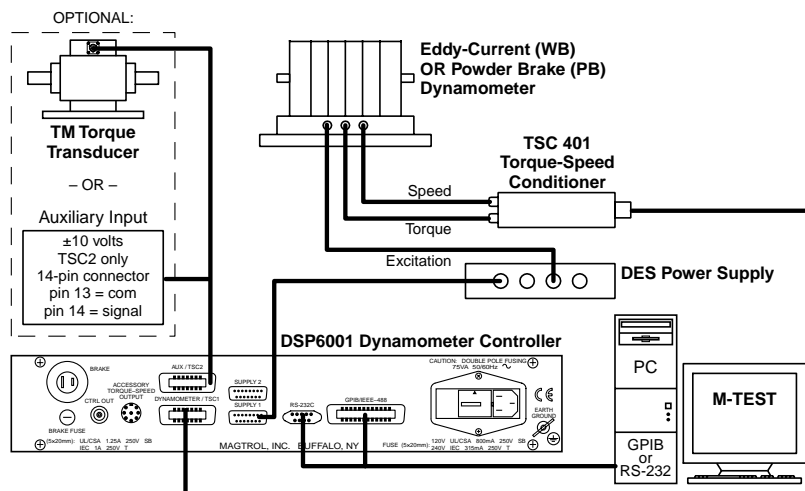 OPTIONAL:
TM Torque
Transducer
– OR –
Auxiliary Input
±10 volts
TSC2 only
14-pin connector
pin 13 = com
pin 14 = signal
Eddy-Current (WB)
OR Powder Brake (PB)
Dynamometer
TSC 401
Torque-Speed
Conditioner
Speed
Torque
Excitation
DES Power Supply
DSP6001 Dynamometer Controller
BRAKE
BRAKE FUSE
(5x20mm): UL/CSA 1.25A 250V SB
IEC 1A 250V T
CTRL OUT
ACCESSORY
TORQUE–SPEED
OUTPUT
AUX / TSC2
DYNAMOMETER / TSC1
SUPPLY 2
SUPPLY 1
RS-232C
GPIB/IEEE–488
MAGTROL, INC. BUFFALO, NY
CAUTION: DOUBLE POLE FUSING
75VA 50/60Hz
CE
EARTH
GROUND
FUSE (5x20mm): 120V UL/CSA 800mA 250V SB
240V IEC 315mA 250V T
PC
GPIB
or
RS-232
M-TEST